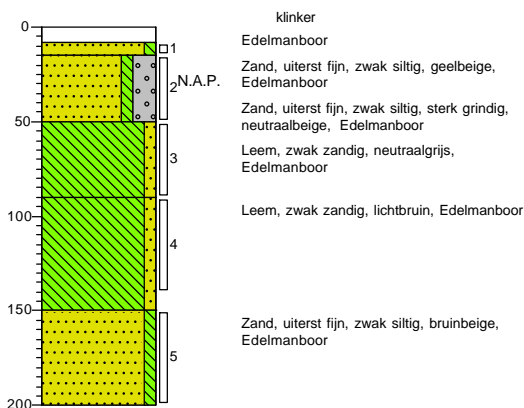 klinker
0
Edelmanboor
1
Zand, uiterst fijn, zwak siltig, geelbeige,
Edelmanboor
2
N.A.P.
Zand, uiterst fijn, zwak siltig, sterk grindig,
neutraalbeige, Edelmanboor
50
Leem, zwak zandig, neutraalgrijs,
Edelmanboor
3
100
Leem, zwak zandig, lichtbruin, Edelmanboor
4
150
Zand, uiterst fijn, zwak siltig, bruinbeige,
Edelmanboor
5
200